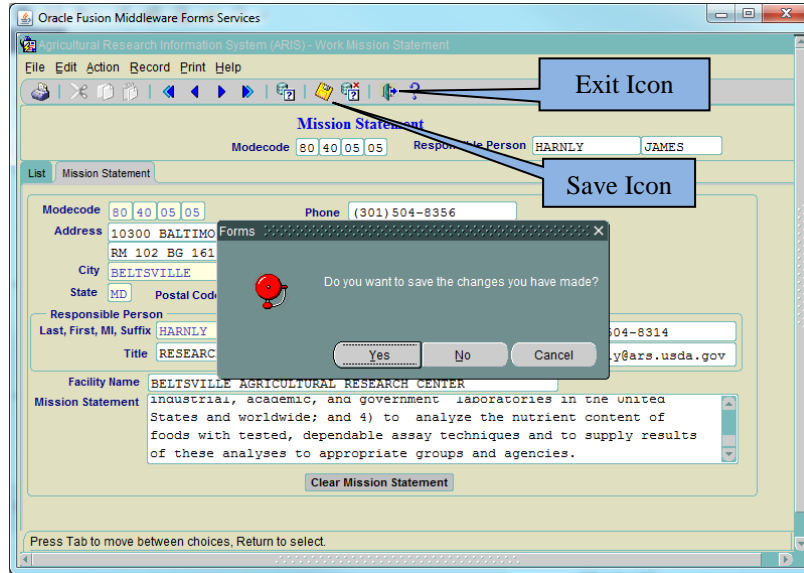 Oracle Fusion Middleware Forms Services
Agricultural Research Information System (ARIS) - Work Mission Statement
File Edit Action Record Print Help
Exit Icon
Mission Statement
Modecode 80 40 05 05 Responsible Person HARNLY JAMES
Save Icon
List Mission Statement
Modecode 80 40 05 05 Phone (301)504-8356
Address 10300 BALTIMO
RM 102 BG 161
City BELTSVILLE
State MD Postal Code
Responsible Person
Last, First, MI, Suffix HARNLY 504-8314
Title RESEARC ly@ars.usda.gov
Forms
Do you want to save the changes you have made?
Yes No Cancel
Facility Name BELTSVILLE AGRICULTURAL RESEARCH CENTER
Mission Statement industrial, academic, and government laboratories in the United
States and worldwide; and 4) to analyze the nutrient content of
foods with tested, dependable assay techniques and to supply results
of these analyses to appropriate groups and agencies.
Clear Mission Statement
Press Tab to move between choices, Return to select.